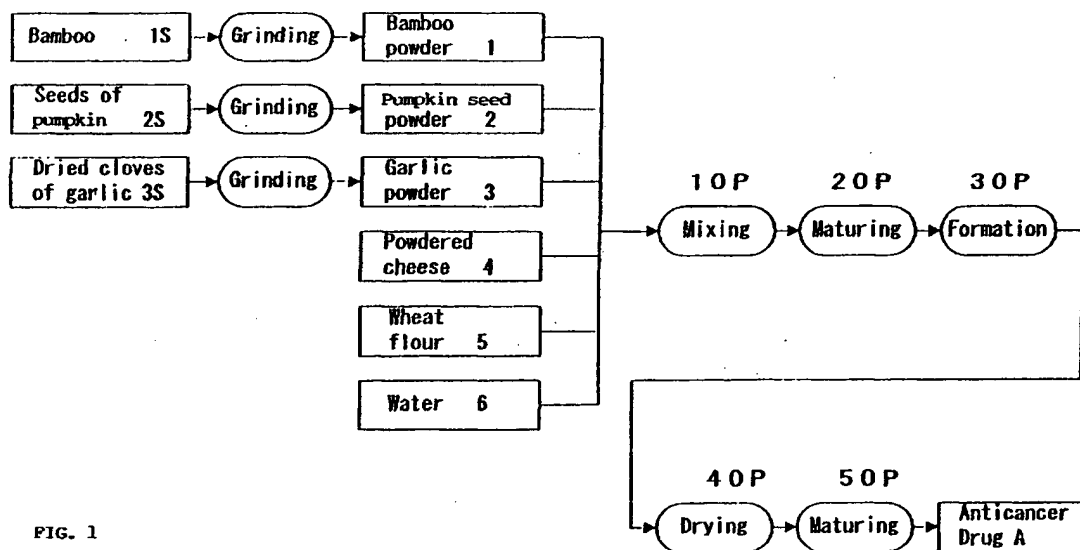 Bamboo 1S
Grinding
Bamboo
powder 1
Seeds of
pumpkin 2S
Grinding
Pumpkin seed
powder 2
Dried cloves
of garlic 3S
Grinding
Garlic
powder 3
Powdered
cheese 4
Wheat
flour 5
Water 6
10P
Mixing
20P
Maturing
30P
Formation
40P
Drying
50P
Maturing
Anticancer
Drug A
FIG. 1